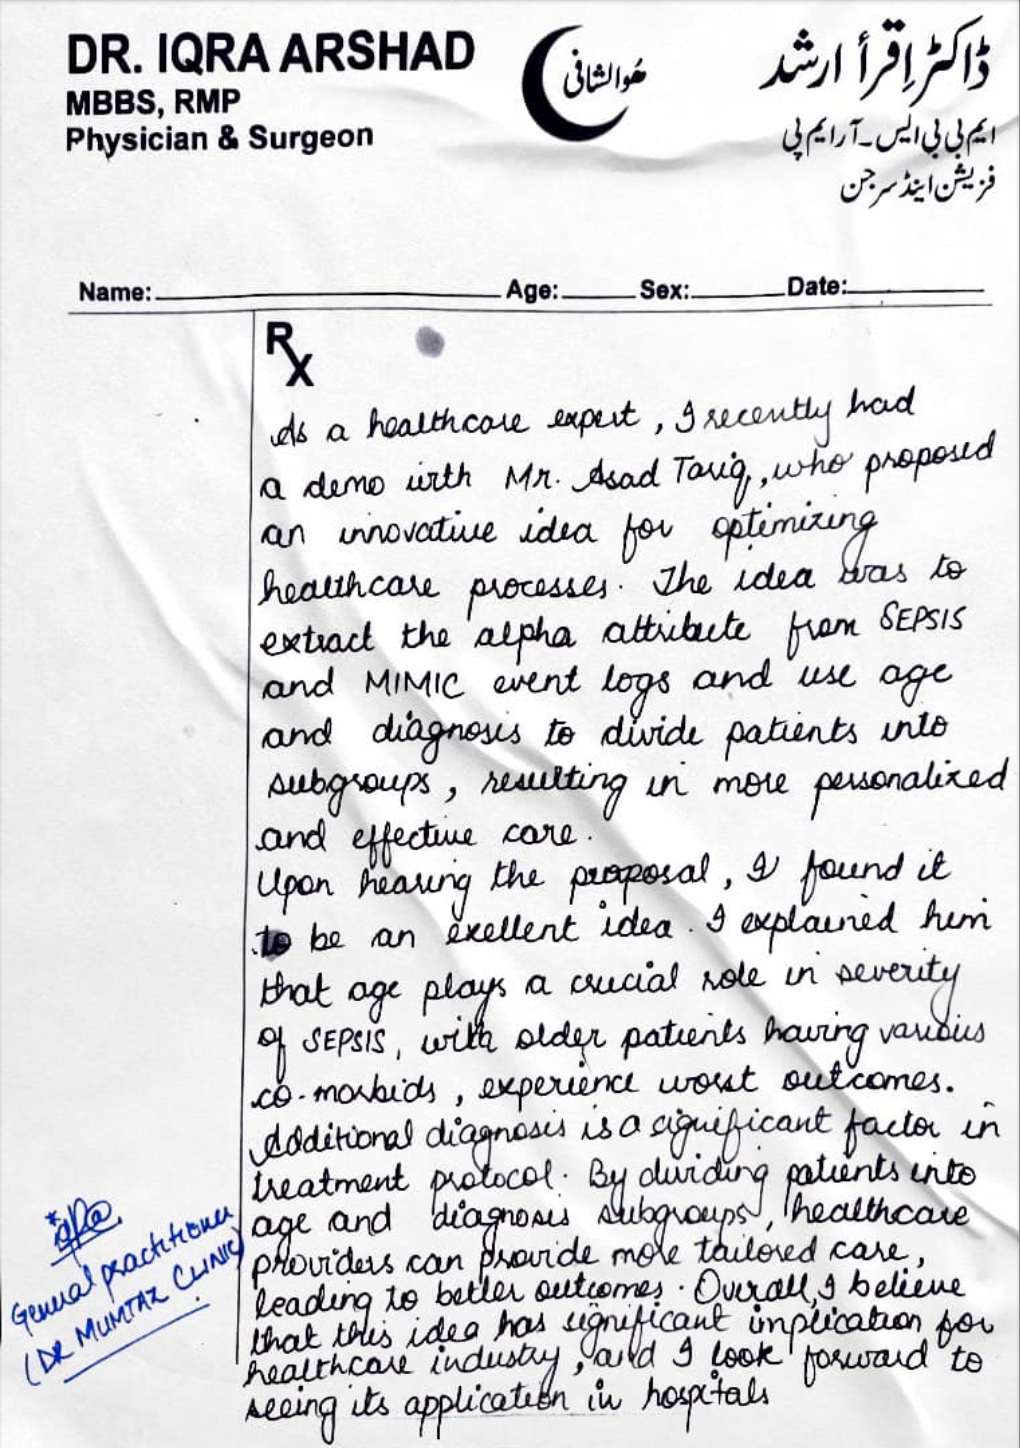 DR. IQRA ARSHAD
MBBS, RMP
Physician & Surgeon
ھوالشافی
ڈاکٹر اِقرأ ارشد
ایم بی بی ایس ۔ آر ایم پی
فزیشن اینڈ سرجن
Name: Age: Sex: Date:
Rx
As a healthcare expert, I recently had
a demo with Mr. Asad Tariq, who proposed
an innovative idea for optimizing
healthcare processes. The idea was to
extract the alpha attribute from SEPSIS
and MIMIC event logs and use age
and diagnosis to divide patients into
subgroups, resulting in more personalized
and effective care.
Upon hearing the proposal, I found it
to be an exellent idea. I explained him
that age plays a crucial role in severity
of SEPSIS, with older patients having various
co-morbids, experience worst outcomes.
Additional diagnosis is a significant factor in
treatment protocol. By dividing patients into
age and diagnosis subgroups, healthcare
providers can provide more tailored care,
leading to better outcomes. Overall, I believe
that this idea has significant implication for
healthcare industry, and I look forward to
seeing its application in hospitals
General practitioner
(DR MUMTAZ CLINIC)